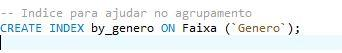 -- Indice para ajudar no agrupamento
CREATE INDEX by_genero ON Faixa (`Genero`);